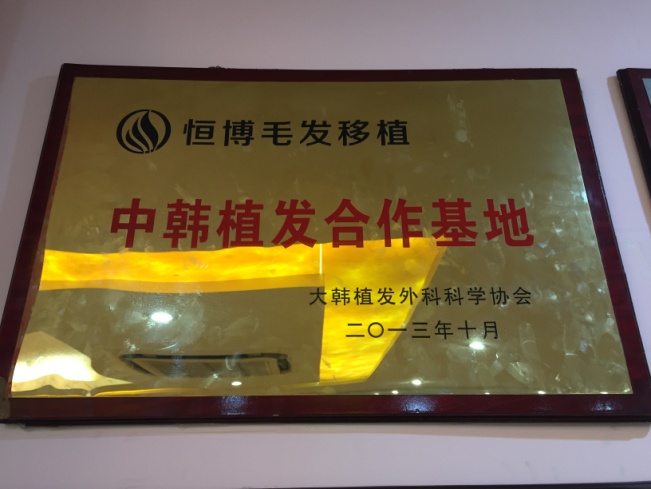 恒博毛发移植
中韩植发合作基地
大韩植发外科科学协会
二〇一三年十月